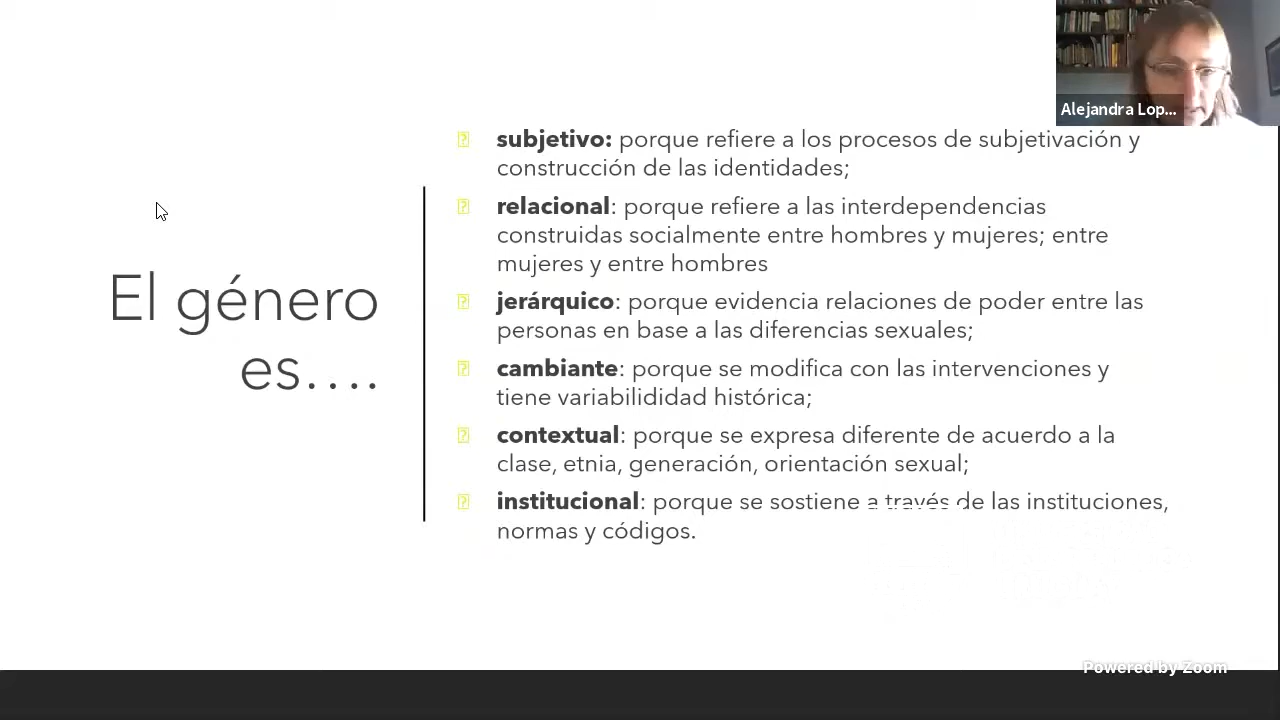 Alejandra Lop...
El género
es....
subjetivo: porque refiere a los procesos de subjetivación y
construcción de las identidades;
relacional: porque refiere a las interdependencias
construidas socialmente entre hombres y mujeres; entre
mujeres y entre hombres
jerárquico: porque evidencia relaciones de poder entre las
personas en base a las diferencias sexuales;
cambiante: porque se modifica con las intervenciones y
tiene variabilididad histórica;
contextual: porque se expresa diferente de acuerdo a la
clase, etnia, generación, orientación sexual;
institucional: porque se sostiene a través de las instituciones,
normas y códigos.
Powered by Zoom